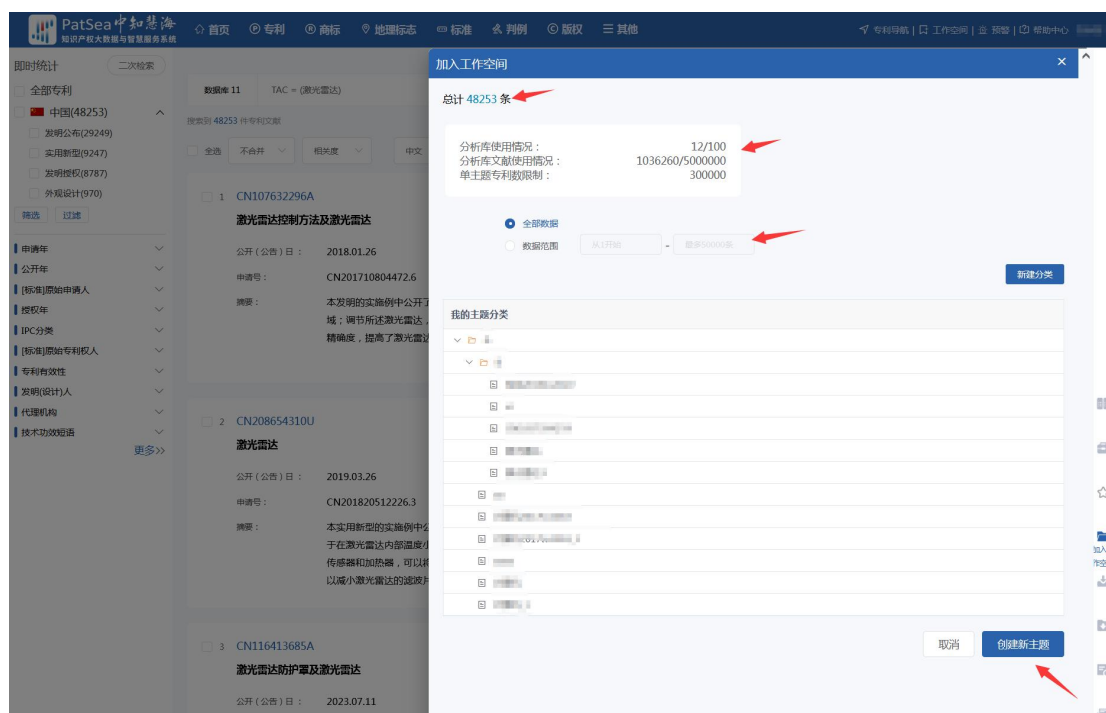 PatSea中知慧海
知识产权大数据与智慧服务系统
首页
专利
商标
地理标志
标准
判例
版权
其他
专利导航 | 工作空间 | 预警 | 帮助中心
即时统计
二次检索
全部专利
中国(48253)
发明公布(29249)
实用新型(9247)
发明授权(8787)
外观设计(970)
筛选
过滤
申请年
公开年
[标准]原始申请人
授权年
IPC分类
[标准]原始专利权人
专利有效性
发明(设计)人
代理机构
技术功效短语
更多>>
数据库 11
TAC = (激光雷达)
搜索到 48253 件专利文献
全选
不合并
相关度
中文
1 CN107632296A
激光雷达控制方法及激光雷达
公开(公告)日： 2018.01.26
申请号： CN201710804472.6
摘要： 本发明的实施例中公开了
域；调节所述激光雷达，
精确度，提高了激光雷达
2 CN208654310U
激光雷达
公开(公告)日： 2019.03.26
申请号： CN201820512226.3
摘要： 本实用新型的实施例中公
于在激光雷达内部温度小
传感器和加热器，可以将
以减小激光雷达的滤波片
3 CN116413685A
激光雷达防护罩及激光雷达
公开(公告)日： 2023.07.11
加入工作空间
×
总计 48253 条
分析库使用情况： 12/100
分析库文献使用情况： 1036260/5000000
单主题专利数限制： 300000
全部数据
数据范围 从1开始 - 最多50000条
新建分类
我的主题分类
取消
创建新主题
加入
作空